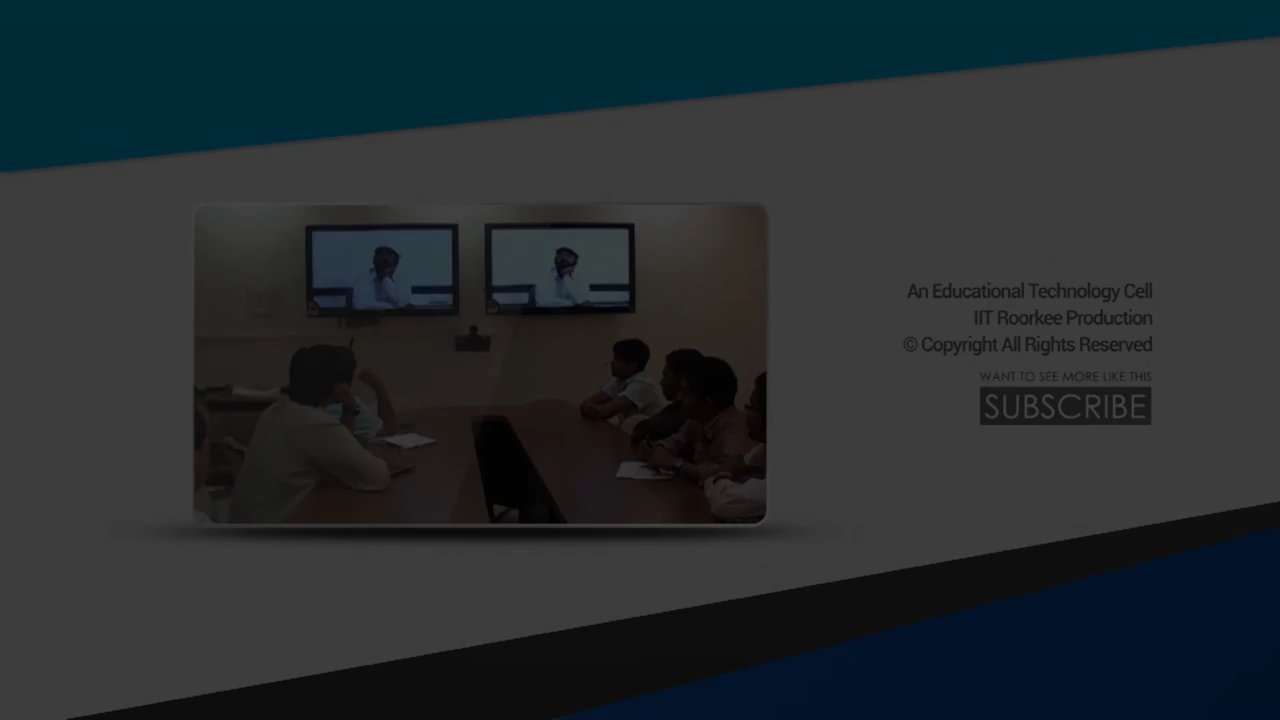 An Educational Technology Cell
IIT Roorkee Production
© Copyright All Rights Reserved
WANT TO SEE MORE LIKE THIS
SUBSCRIBE